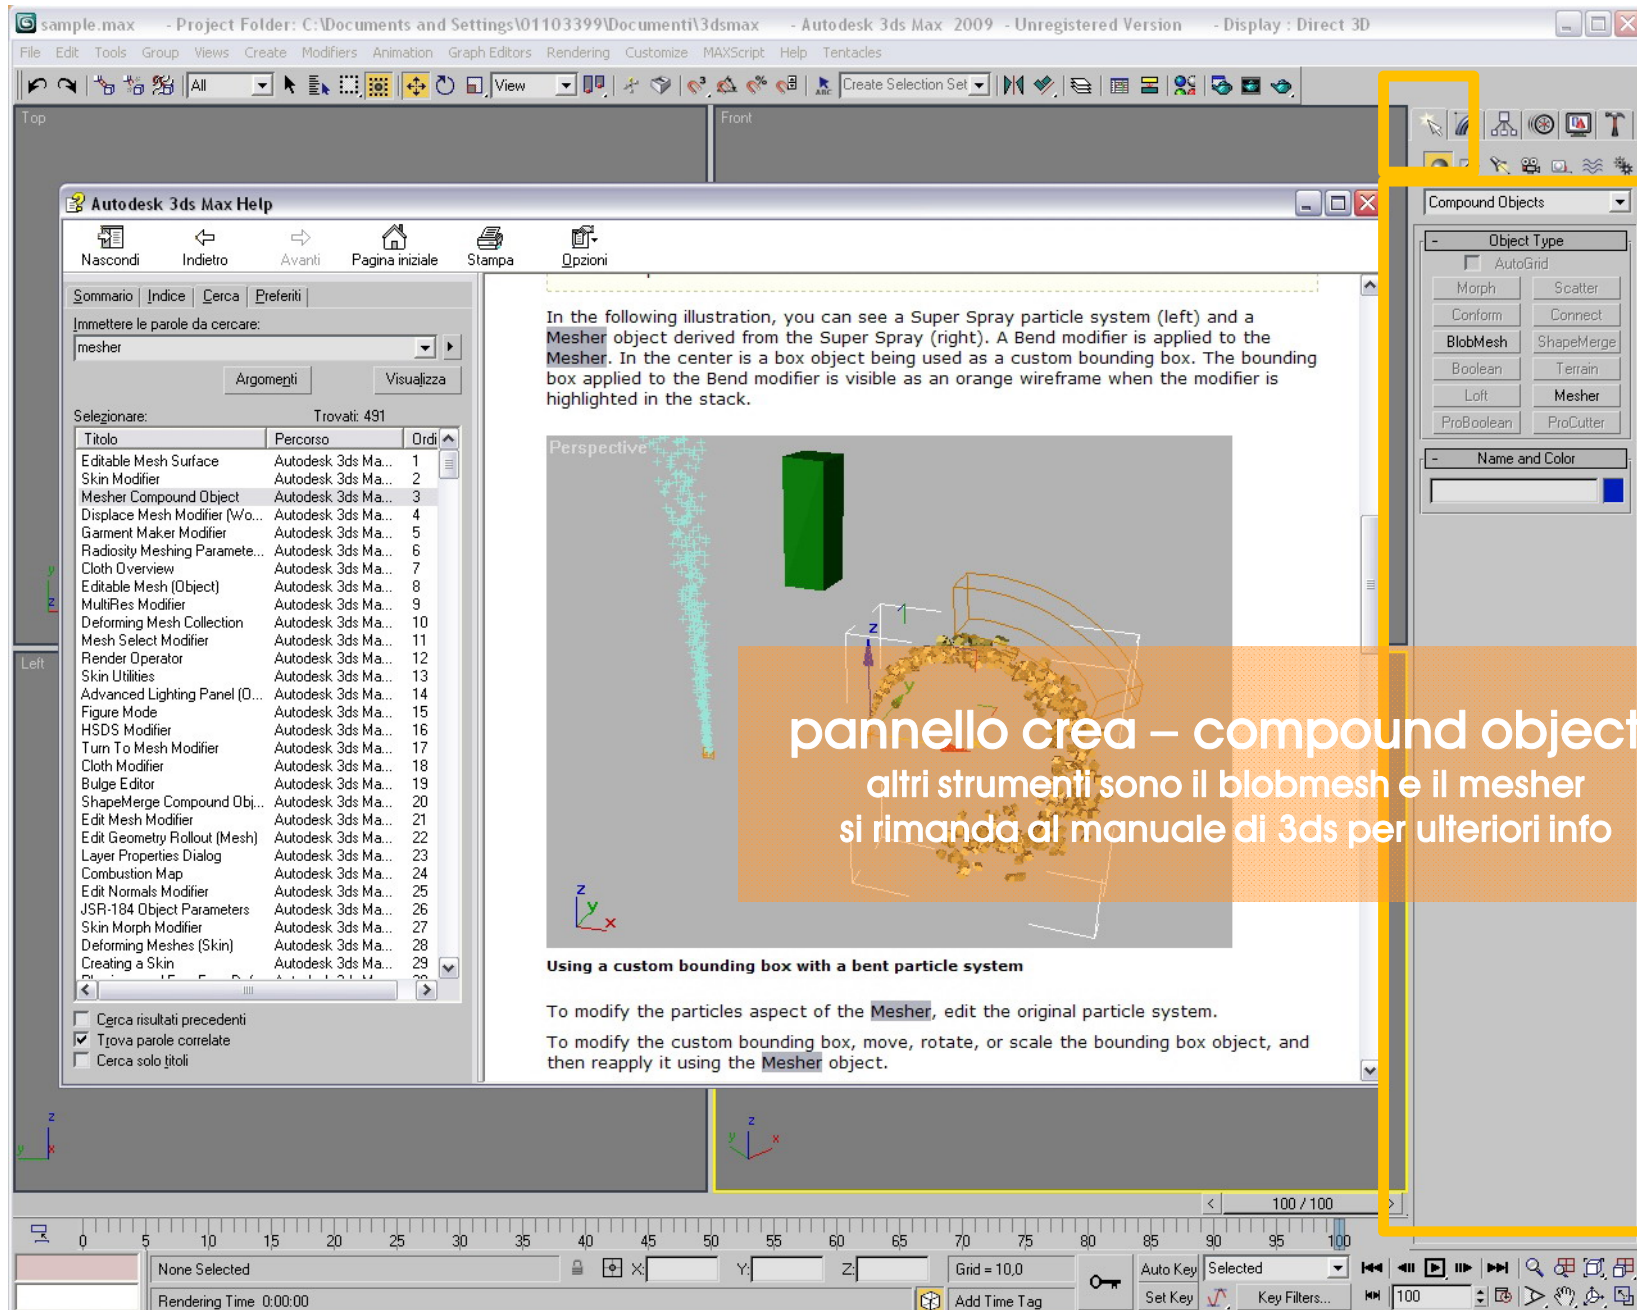 sample.max - Project Folder: C:\Documents and Settings\01103399\Documenti\3dsmax - Autodesk 3ds Max 2009 - Unregistered Version - Display : Direct 3D
File Edit Tools Group Views Create Modifiers Animation Graph Editors Rendering Customize MAXScript Help Tentacles
All View Create Selection Set
Top
Front
Autodesk 3ds Max Help
Nascondi Indietro Avanti Pagina iniziale Stampa Opzioni
Sommario Indice Cerca Preferiti
Immettere le parole da cercare:
mesher
Argomenti Visualizza
Selezionare: Trovati: 491
Titolo Percorso Ordi
Editable Mesh Surface Autodesk 3ds Ma... 1
Skin Modifier Autodesk 3ds Ma... 2
Mesher Compound Object Autodesk 3ds Ma... 3
Displace Mesh Modifier (Wo... Autodesk 3ds Ma... 4
Garment Maker Modifier Autodesk 3ds Ma... 5
Radiosity Meshing Paramete... Autodesk 3ds Ma... 6
Cloth Overview Autodesk 3ds Ma... 7
Editable Mesh (Object) Autodesk 3ds Ma... 8
MultiRes Modifier Autodesk 3ds Ma... 9
Deforming Mesh Collection Autodesk 3ds Ma... 10
Mesh Select Modifier Autodesk 3ds Ma... 11
Render Operator Autodesk 3ds Ma... 12
Skin Utilities Autodesk 3ds Ma... 13
Advanced Lighting Panel (O... Autodesk 3ds Ma... 14
Figure Mode Autodesk 3ds Ma... 15
HSDS Modifier Autodesk 3ds Ma... 16
Turn To Mesh Modifier Autodesk 3ds Ma... 17
Cloth Modifier Autodesk 3ds Ma... 18
Bulge Editor Autodesk 3ds Ma... 19
ShapeMerge Compound Obj... Autodesk 3ds Ma... 20
Edit Mesh Modifier Autodesk 3ds Ma... 21
Edit Geometry Rollout (Mesh) Autodesk 3ds Ma... 22
Layer Properties Dialog Autodesk 3ds Ma... 23
Combustion Map Autodesk 3ds Ma... 24
Edit Normals Modifier Autodesk 3ds Ma... 25
JSR-184 Object Parameters Autodesk 3ds Ma... 26
Skin Morph Modifier Autodesk 3ds Ma... 27
Deforming Meshes (Skin) Autodesk 3ds Ma... 28
Creating a Skin Autodesk 3ds Ma... 29
Cerca risultati precedenti
Trova parole correlate
Cerca solo titoli
In the following illustration, you can see a Super Spray particle system (left) and a
Mesher object derived from the Super Spray (right). A Bend modifier is applied to the
Mesher. In the center is a box object being used as a custom bounding box. The bounding
box applied to the Bend modifier is visible as an orange wireframe when the modifier is
highlighted in the stack.
Perspective
z
y
z
y
x
pannello crea – compound object
altri strumenti sono il blobmesh e il mesher
si rimanda al manuale di 3ds per ulteriori info
Using a custom bounding box with a bent particle system
To modify the particles aspect of the Mesher, edit the original particle system.
To modify the custom bounding box, move, rotate, or scale the bounding box object, and
then reapply it using the Mesher object.
Compound Objects
- Object Type
AutoGrid
Morph Scatter
Conform Connect
BlobMesh ShapeMerge
Boolean Terrain
Loft Mesher
ProBoolean ProCutter
- Name and Color
y
z
Left
z
y x
z
y x
< 100 / 100 >
0 5 10 15 20 25 30 35 40 45 50 55 60 65 70 75 80 85 90 95 100
None Selected X: Y: Z: Grid = 10,0 Auto Key Selected
Rendering Time 0:00:00 Add Time Tag Set Key Key Filters... 100